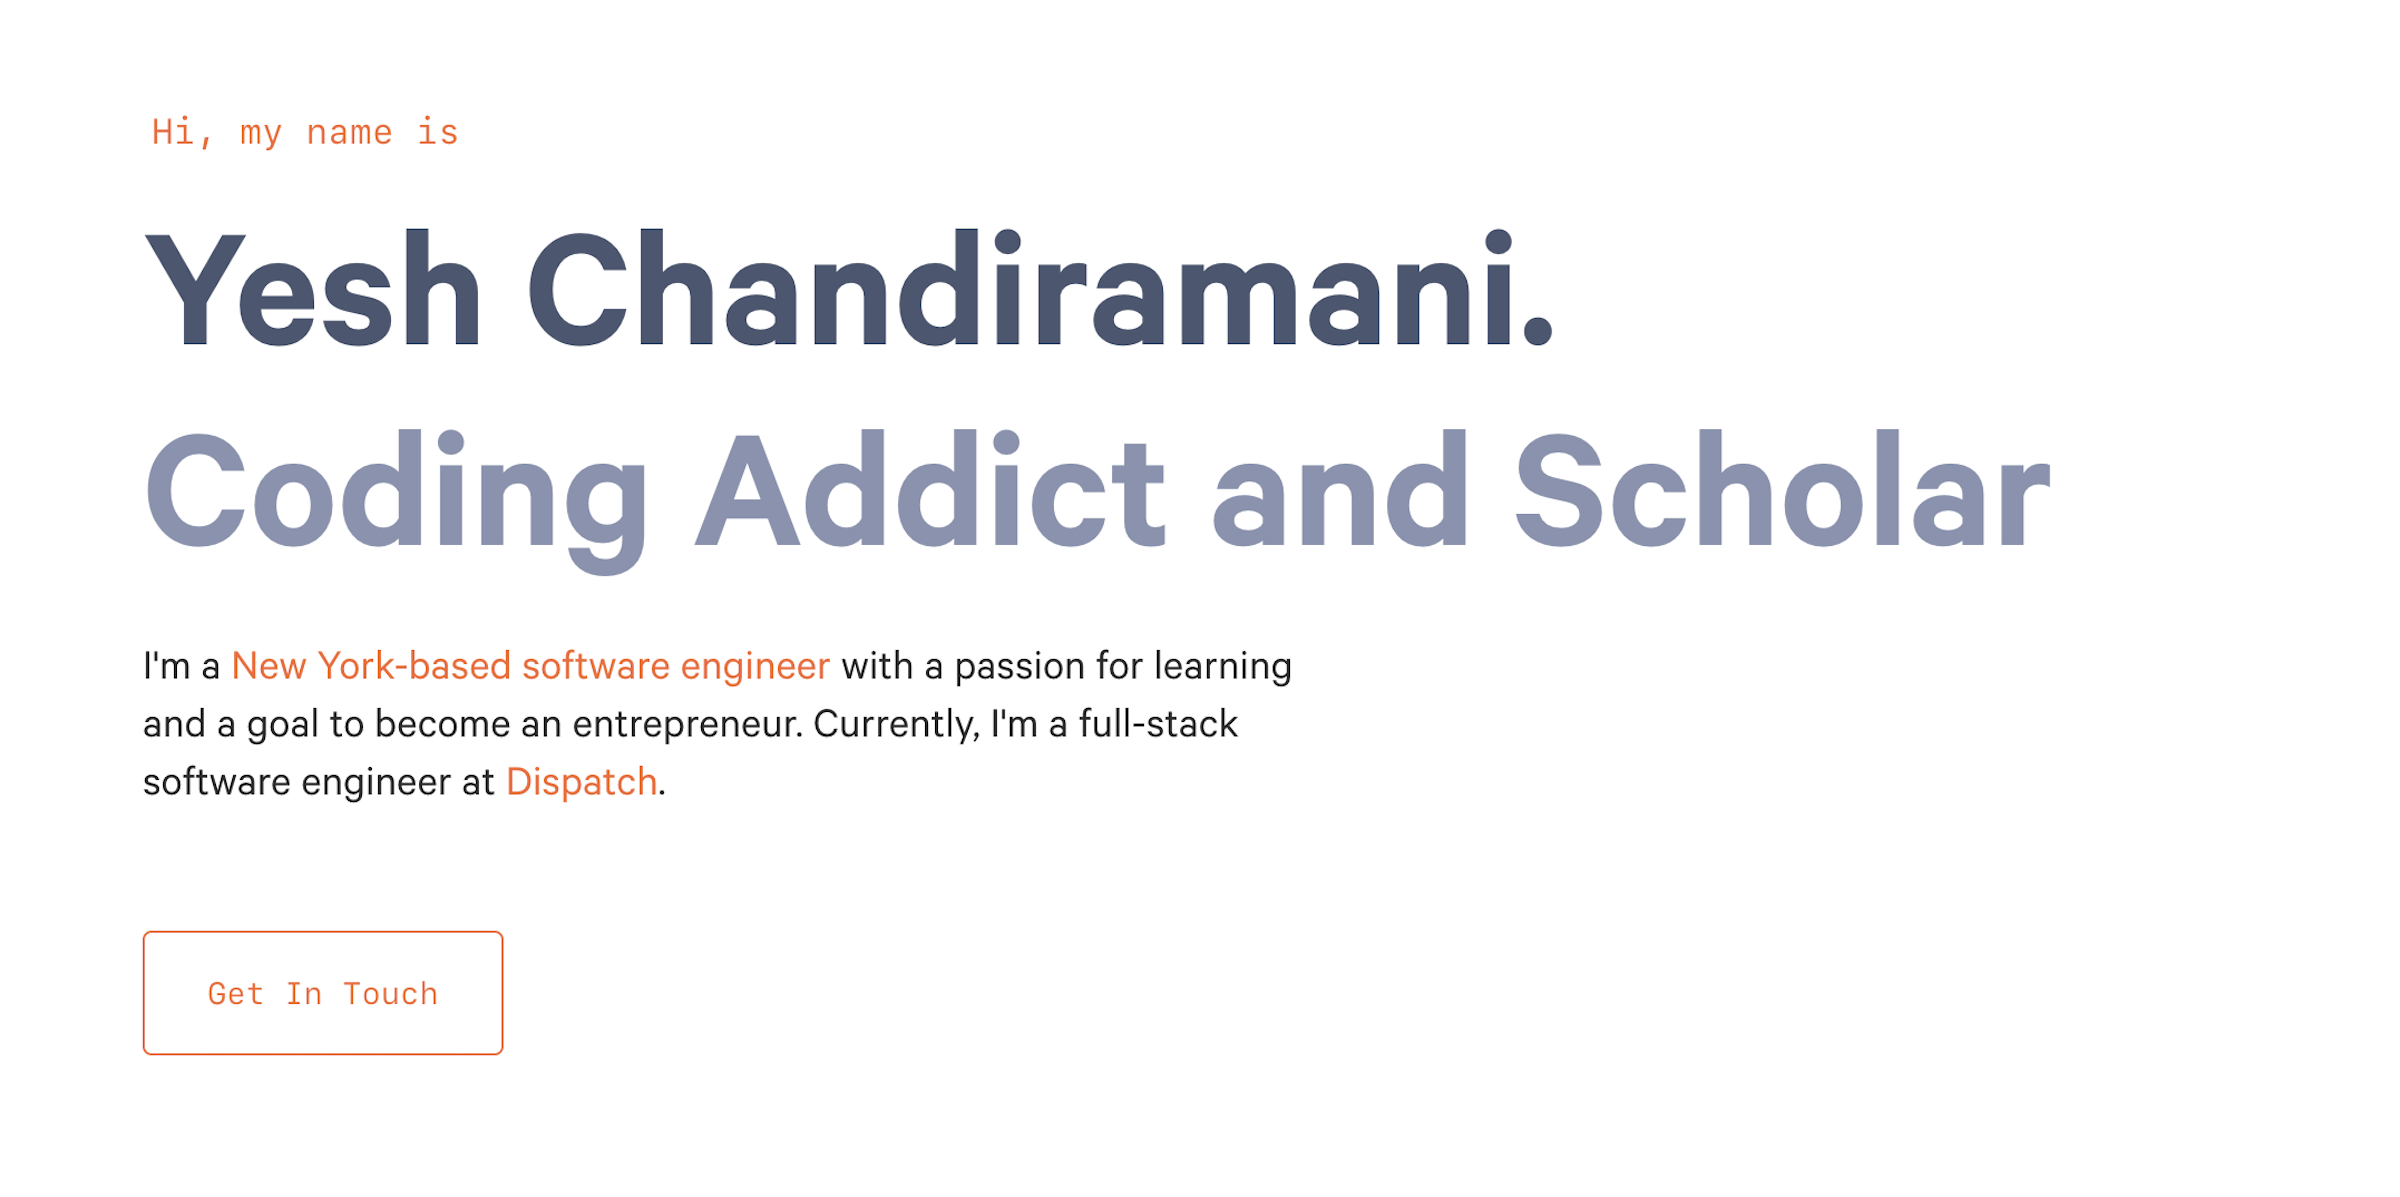 Hi, my name is
Yesh Chandiramani.
Coding Addict and Scholar
I'm a New York-based software engineer with a passion for learning
and a goal to become an entrepreneur. Currently, I'm a full-stack
software engineer at Dispatch.
Get In Touch